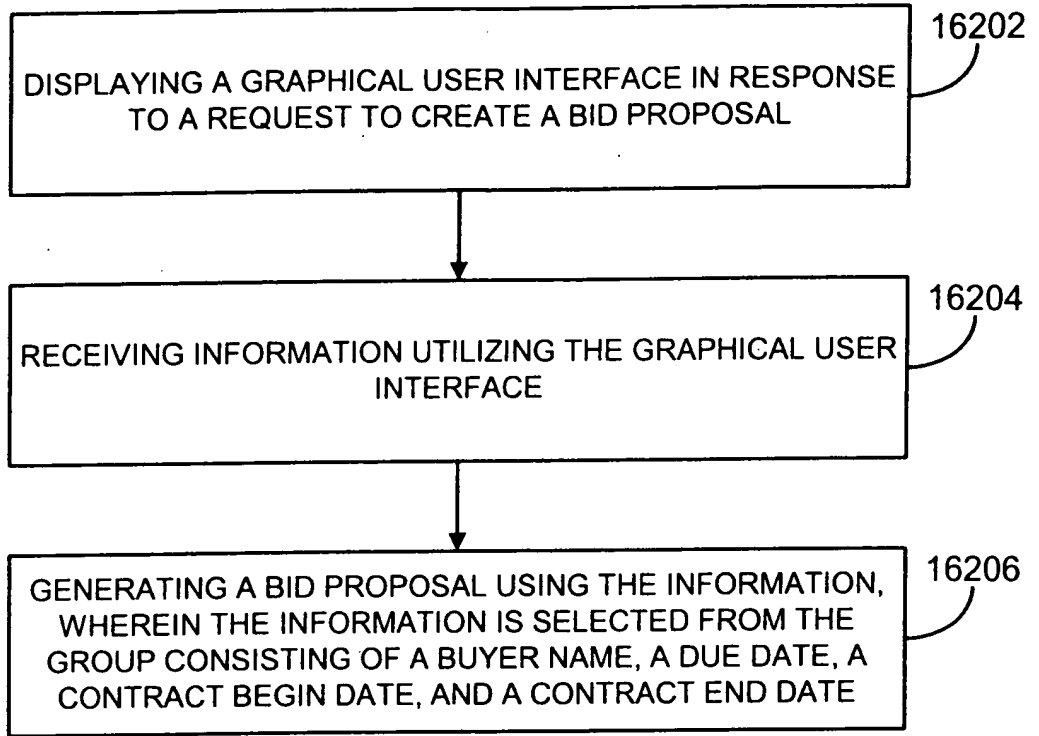 16202
DISPLAYING A GRAPHICAL USER INTERFACE IN RESPONSE
TO A REQUEST TO CREATE A BID PROPOSAL
16204
RECEIVING INFORMATION UTILIZING THE GRAPHICAL USER
INTERFACE
16206
GENERATING A BID PROPOSAL USING THE INFORMATION,
WHEREIN THE INFORMATION IS SELECTED FROM THE
GROUP CONSISTING OF A BUYER NAME, A DUE DATE, A
CONTRACT BEGIN DATE, AND A CONTRACT END DATE